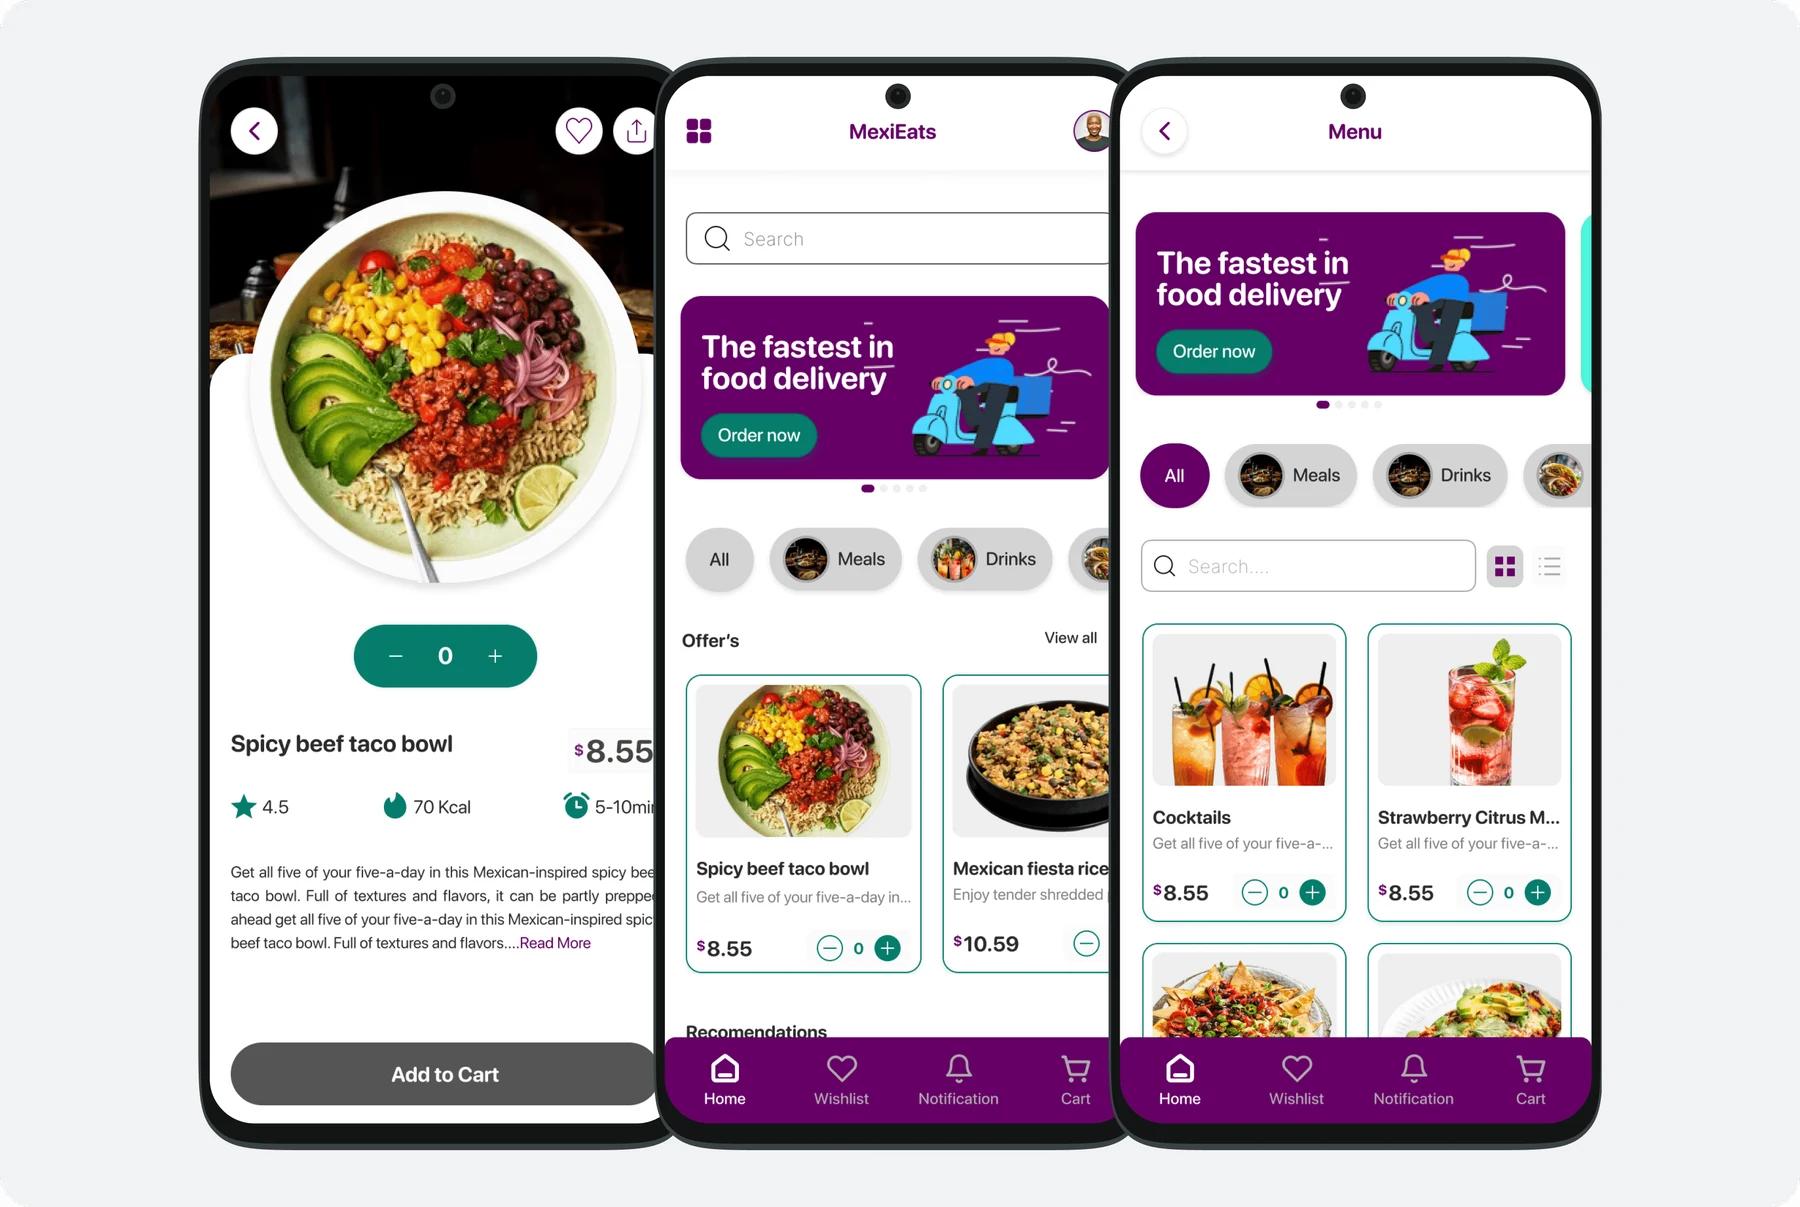 0
Spicy beef taco bowl
$8.55
4.5
70 Kcal
5-10min
Get all five of your five-a-day in this Mexican-inspired spicy bee
taco bowl. Full of textures and flavors, it can be partly preppe
ahead get all five of your five-a-day in this Mexican-inspired spic
beef taco bowl. Full of textures and flavors....Read More
Add to Cart
MexiEats
Search
The fastest in
food delivery
Order now
All
Meals
Drinks
Offer's
View all
Spicy beef taco bowl
Get all five of your five-a-day in...
$8.55
0
Mexican fiesta rice
Enjoy tender shredded
$10.59
Recomendations
Home
Wishlist
Notification
Cart
Menu
The fastest in
food delivery
Order now
All
Meals
Drinks
Search....
Cocktails
Get all five of your five-a-...
$8.55
0
Strawberry Citrus M...
Get all five of your five-a-...
$8.55
0
Home
Wishlist
Notification
Cart